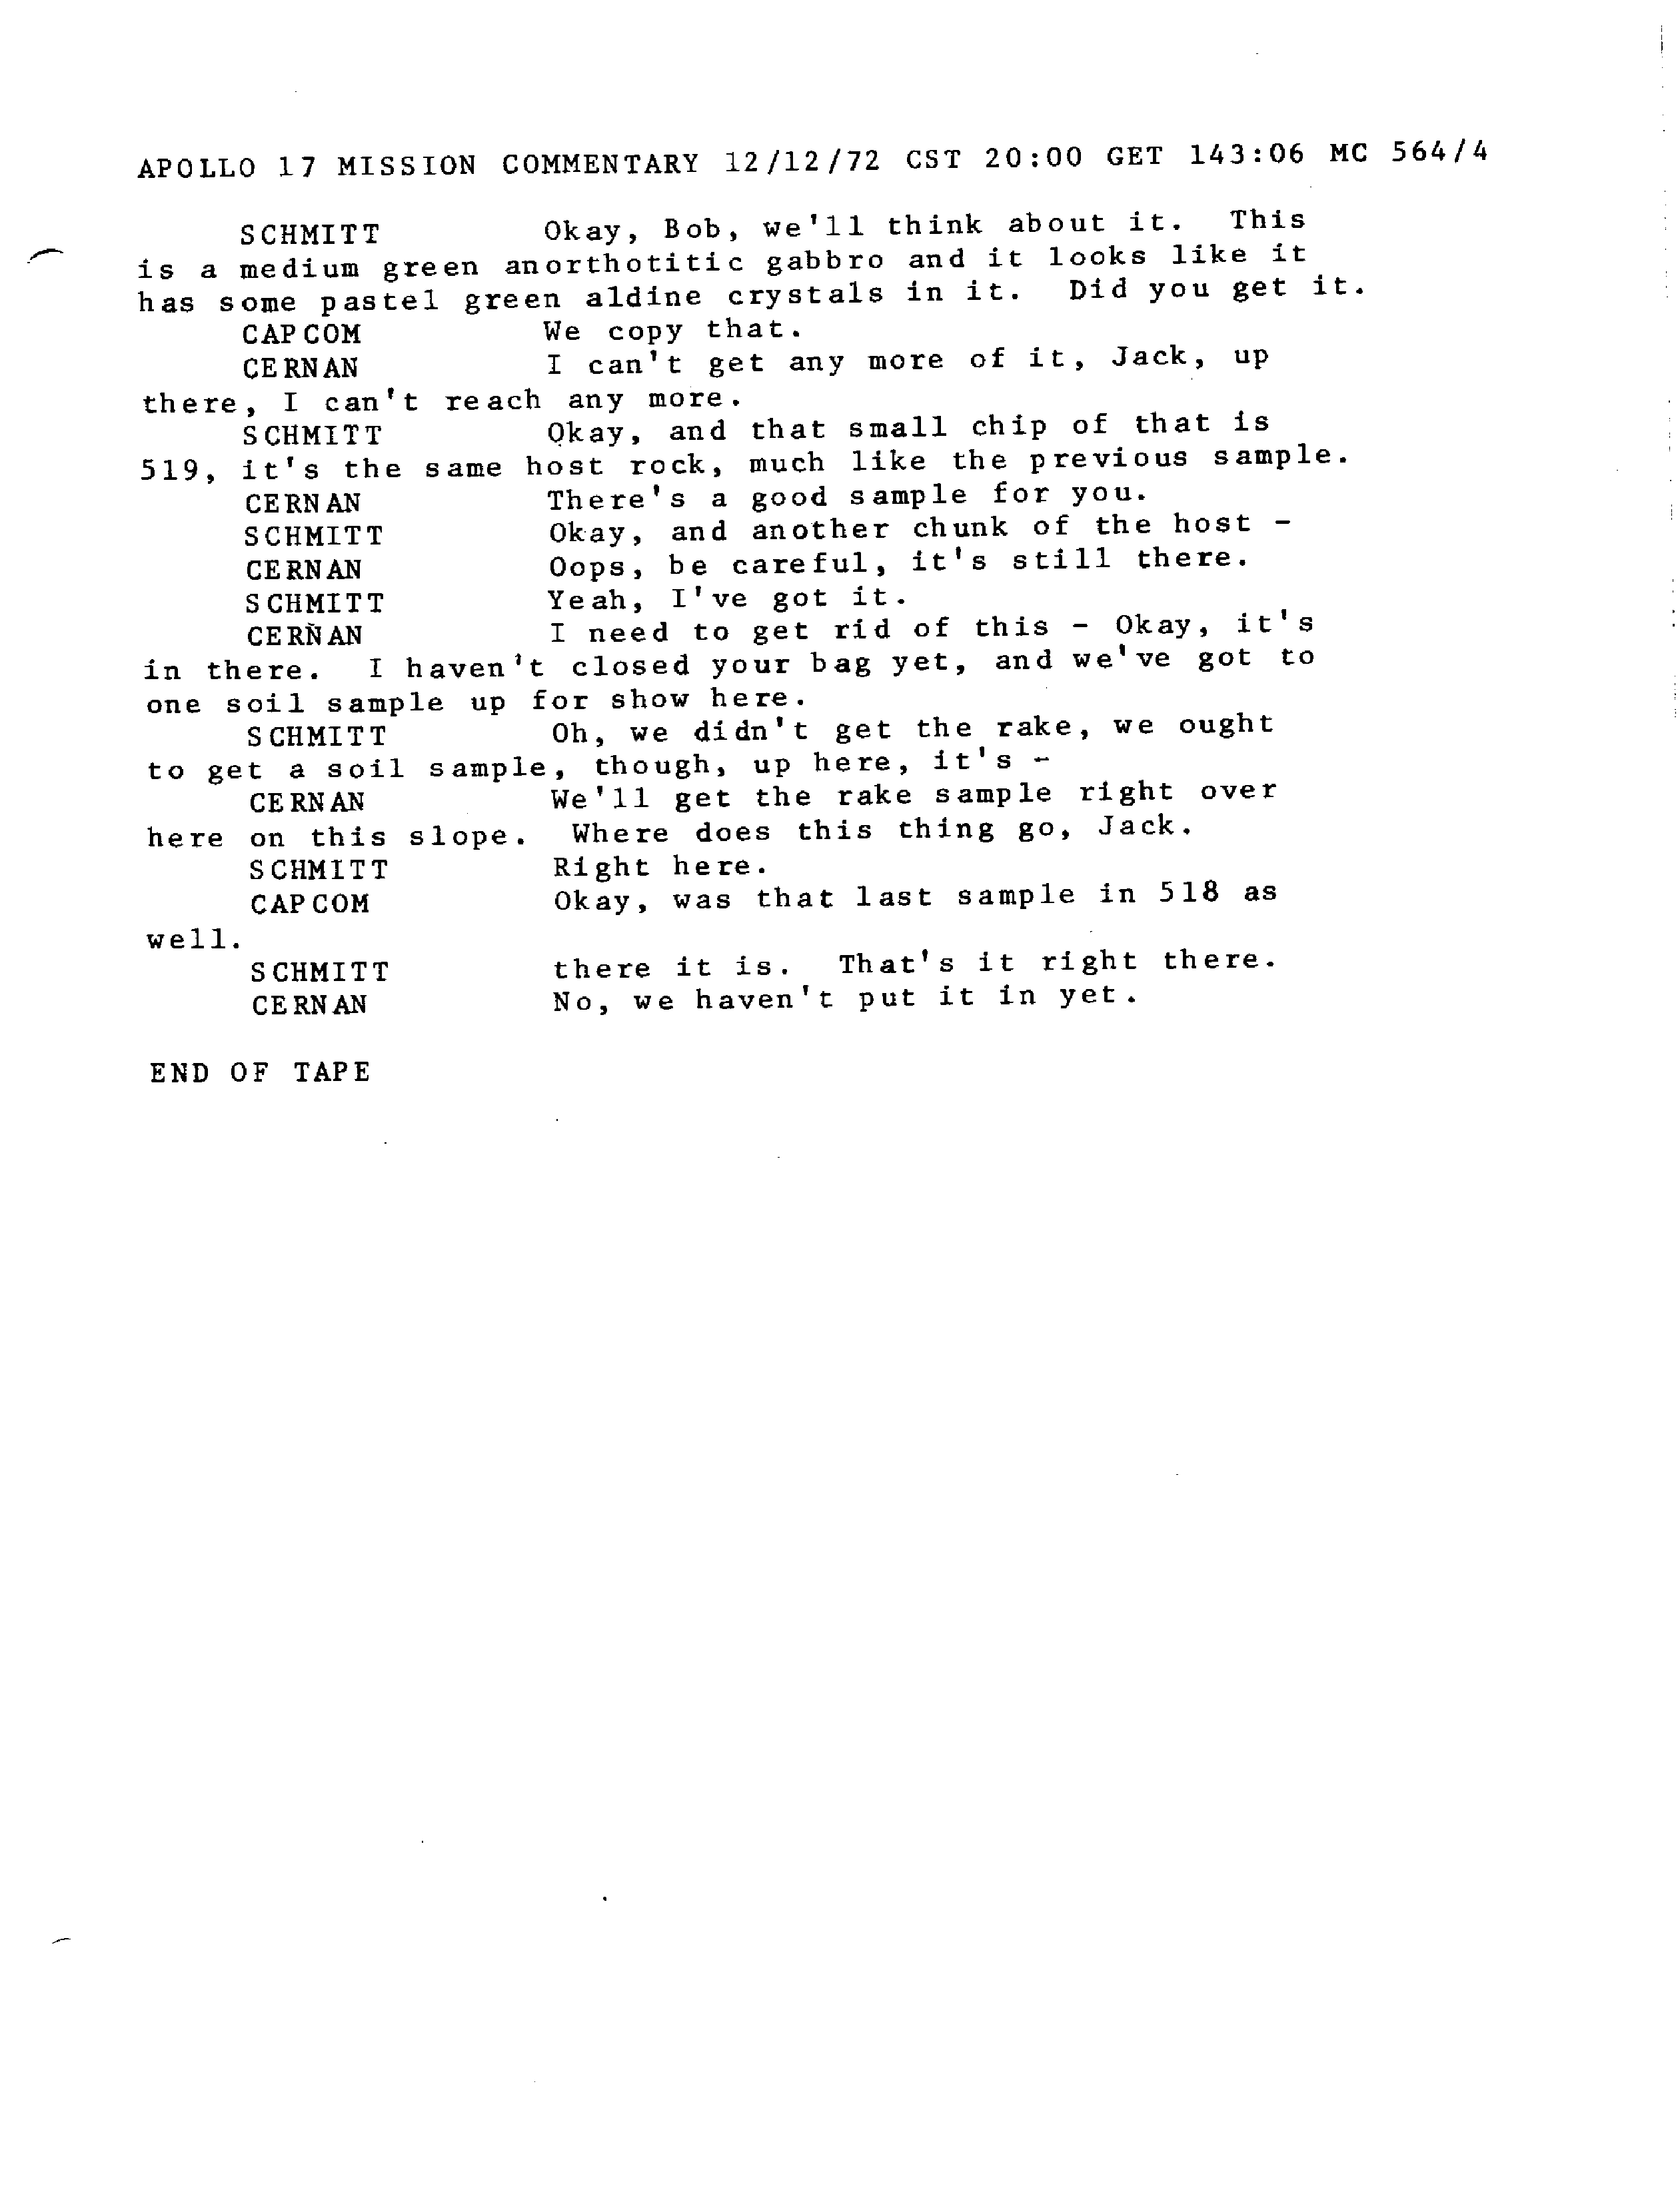 APOLLO 17 MISSION COMMENTARY 12/12/72 CST 20:00 GET 143:06 MC 564/4
SCHMITT Okay, Bob, we'll think about it. This
is a medium green anorthotitic gabbro and it looks like it
has some pastel green aldine crystals in it. Did you get it.
CAPCOM We copy that.
CERNAN I can't get any more of it, Jack, up
there, I can't reach any more.
SCHMITT Okay, and that small chip of that is
519, it's the same host rock, much like the previous sample.
CERNAN There's a good sample for you.
SCHMITT Okay, and another chunk of the host -
CERNAN Oops, be careful, it's still there.
SCHMITT Yeah, I've got it.
CERNAN I need to get rid of this - Okay, it's
in there. I haven't closed your bag yet, and we've got to
one soil sample up for show here.
SCHMITT Oh, we didn't get the rake, we ought
to get a soil sample, though, up here, it's -
CERNAN We'll get the rake sample right over
here on this slope. Where does this thing go, Jack.
SCHMITT Right here.
CAPCOM Okay, was that last sample in 518 as
well.
SCHMITT there it is. That's it right there.
CERNAN No, we haven't put it in yet.
END OF TAPE